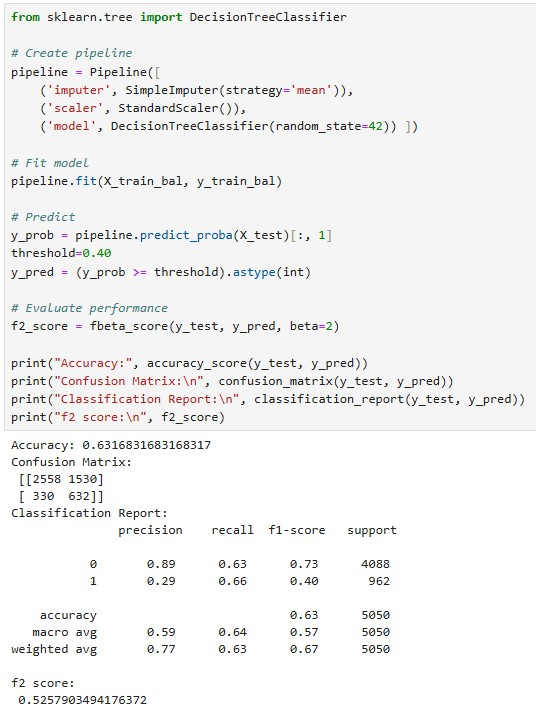 from sklearn.tree import DecisionTreeClassifier

# Create pipeline
pipeline = Pipeline([
    ('imputer', SimpleImputer(strategy='mean')),
    ('scaler', StandardScaler()),
    ('model', DecisionTreeClassifier(random_state=42)) ])

# Fit model
pipeline.fit(X_train_bal, y_train_bal)

# Predict
y_prob = pipeline.predict_proba(X_test)[:, 1]
threshold=0.40
y_pred = (y_prob >= threshold).astype(int)

# Evaluate performance
f2_score = fbeta_score(y_test, y_pred, beta=2)

print("Accuracy:", accuracy_score(y_test, y_pred))
print("Confusion Matrix:\n", confusion_matrix(y_test, y_pred))
print("Classification Report:\n", classification_report(y_test, y_pred))
print("f2 score:\n", f2_score)
Accuracy: 0.6316831683168317
Confusion Matrix:
 [[2558 1530]
 [ 330  632]]
Classification Report:
              precision    recall  f1-score   support

           0       0.89      0.63      0.73      4088
           1       0.29      0.66      0.40       962

    accuracy                           0.63      5050
   macro avg       0.59      0.64      0.57      5050
weighted avg       0.77      0.63      0.67      5050

f2 score:
 0.5257903494176372